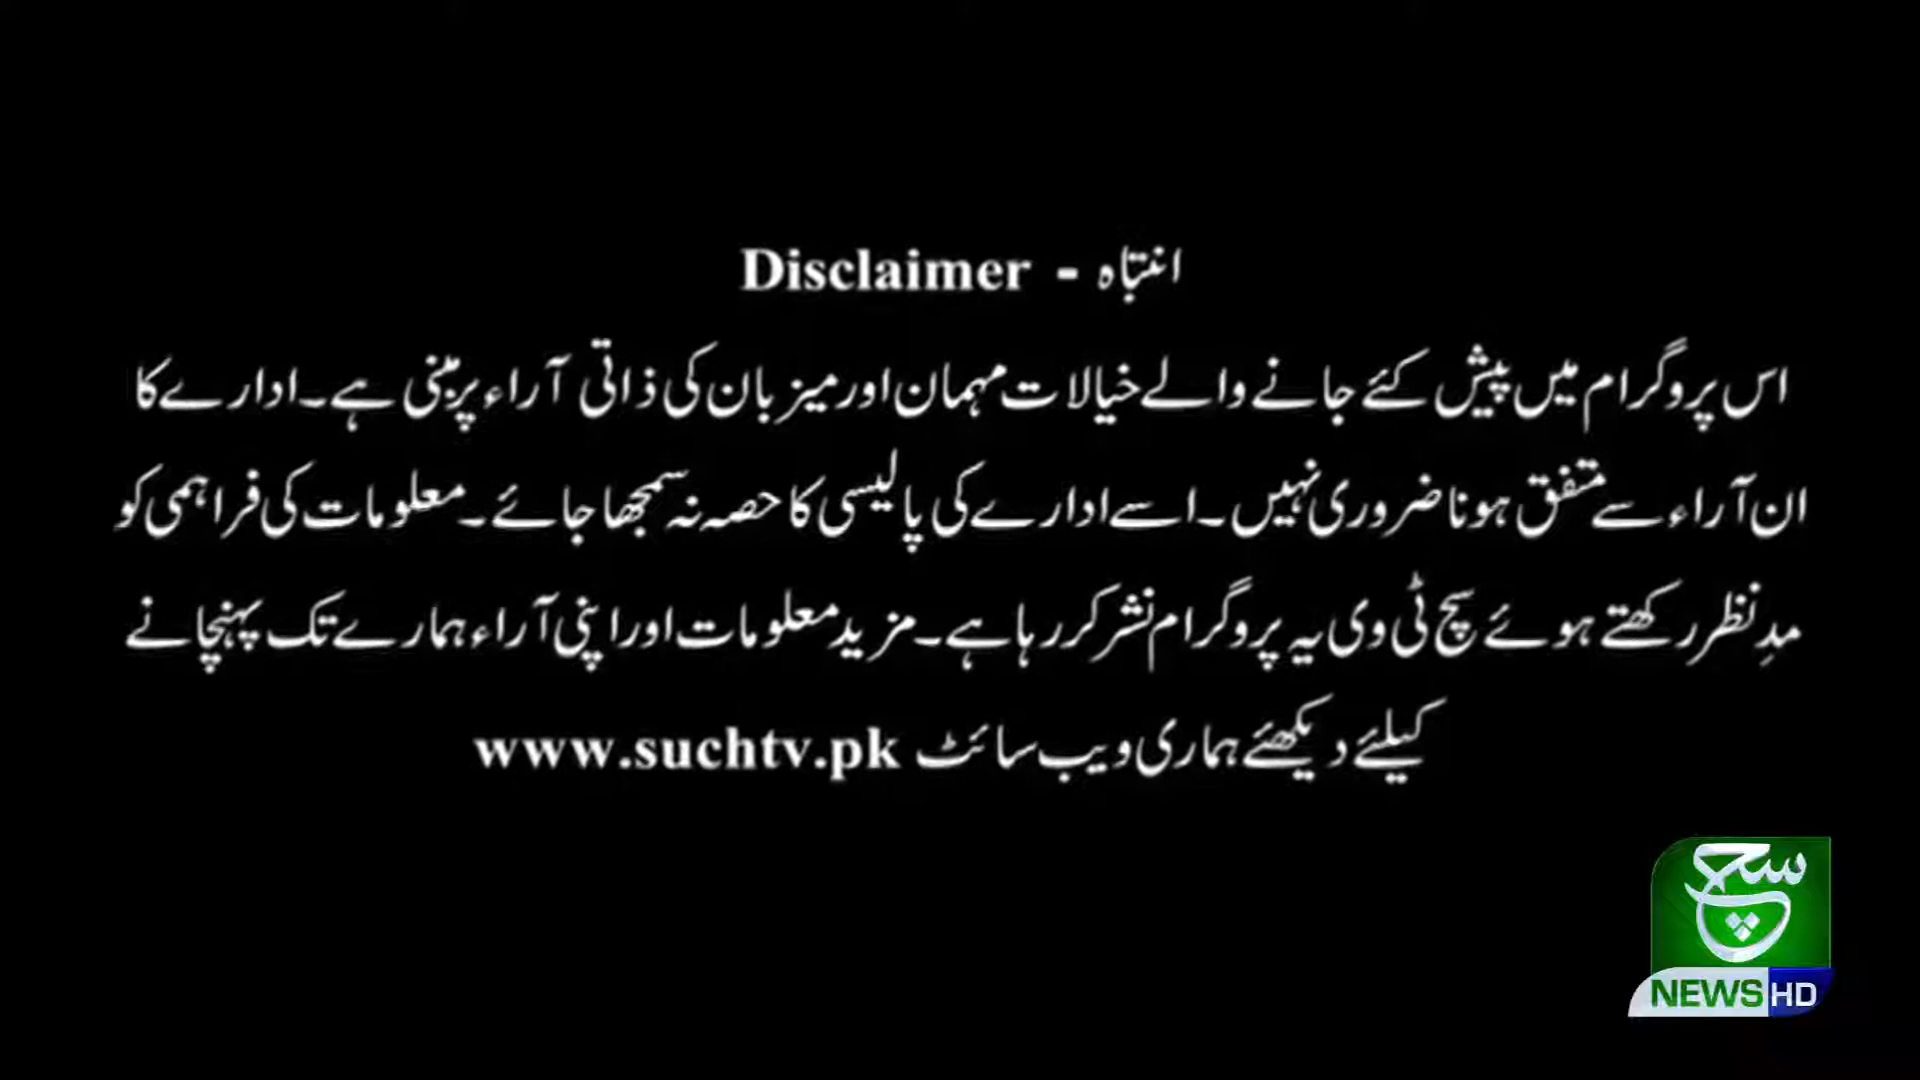 انتباہ - Disclaimer
اس پروگرام میں پیش کئے جانے والے خیالات مہمان اور میزبان کی ذاتی آراء پر مبنی ہے۔ ادارے کا
ان آراء سے متفق ہونا ضروری نہیں۔ اسے ادارے کی پالیسی کا حصہ نہ سمجھا جائے۔ معلومات کی فراہمی کو
مدِ نظر رکھتے ہوئے سچ ٹی وی یہ پروگرام نشر کر رہا ہے۔ مزید معلومات اور اپنی آراء ہمارے تک پہنچانے
کیلئے دیکھئے ہماری ویب سائٹ www.suchtv.pk
سچ
NEWS HD